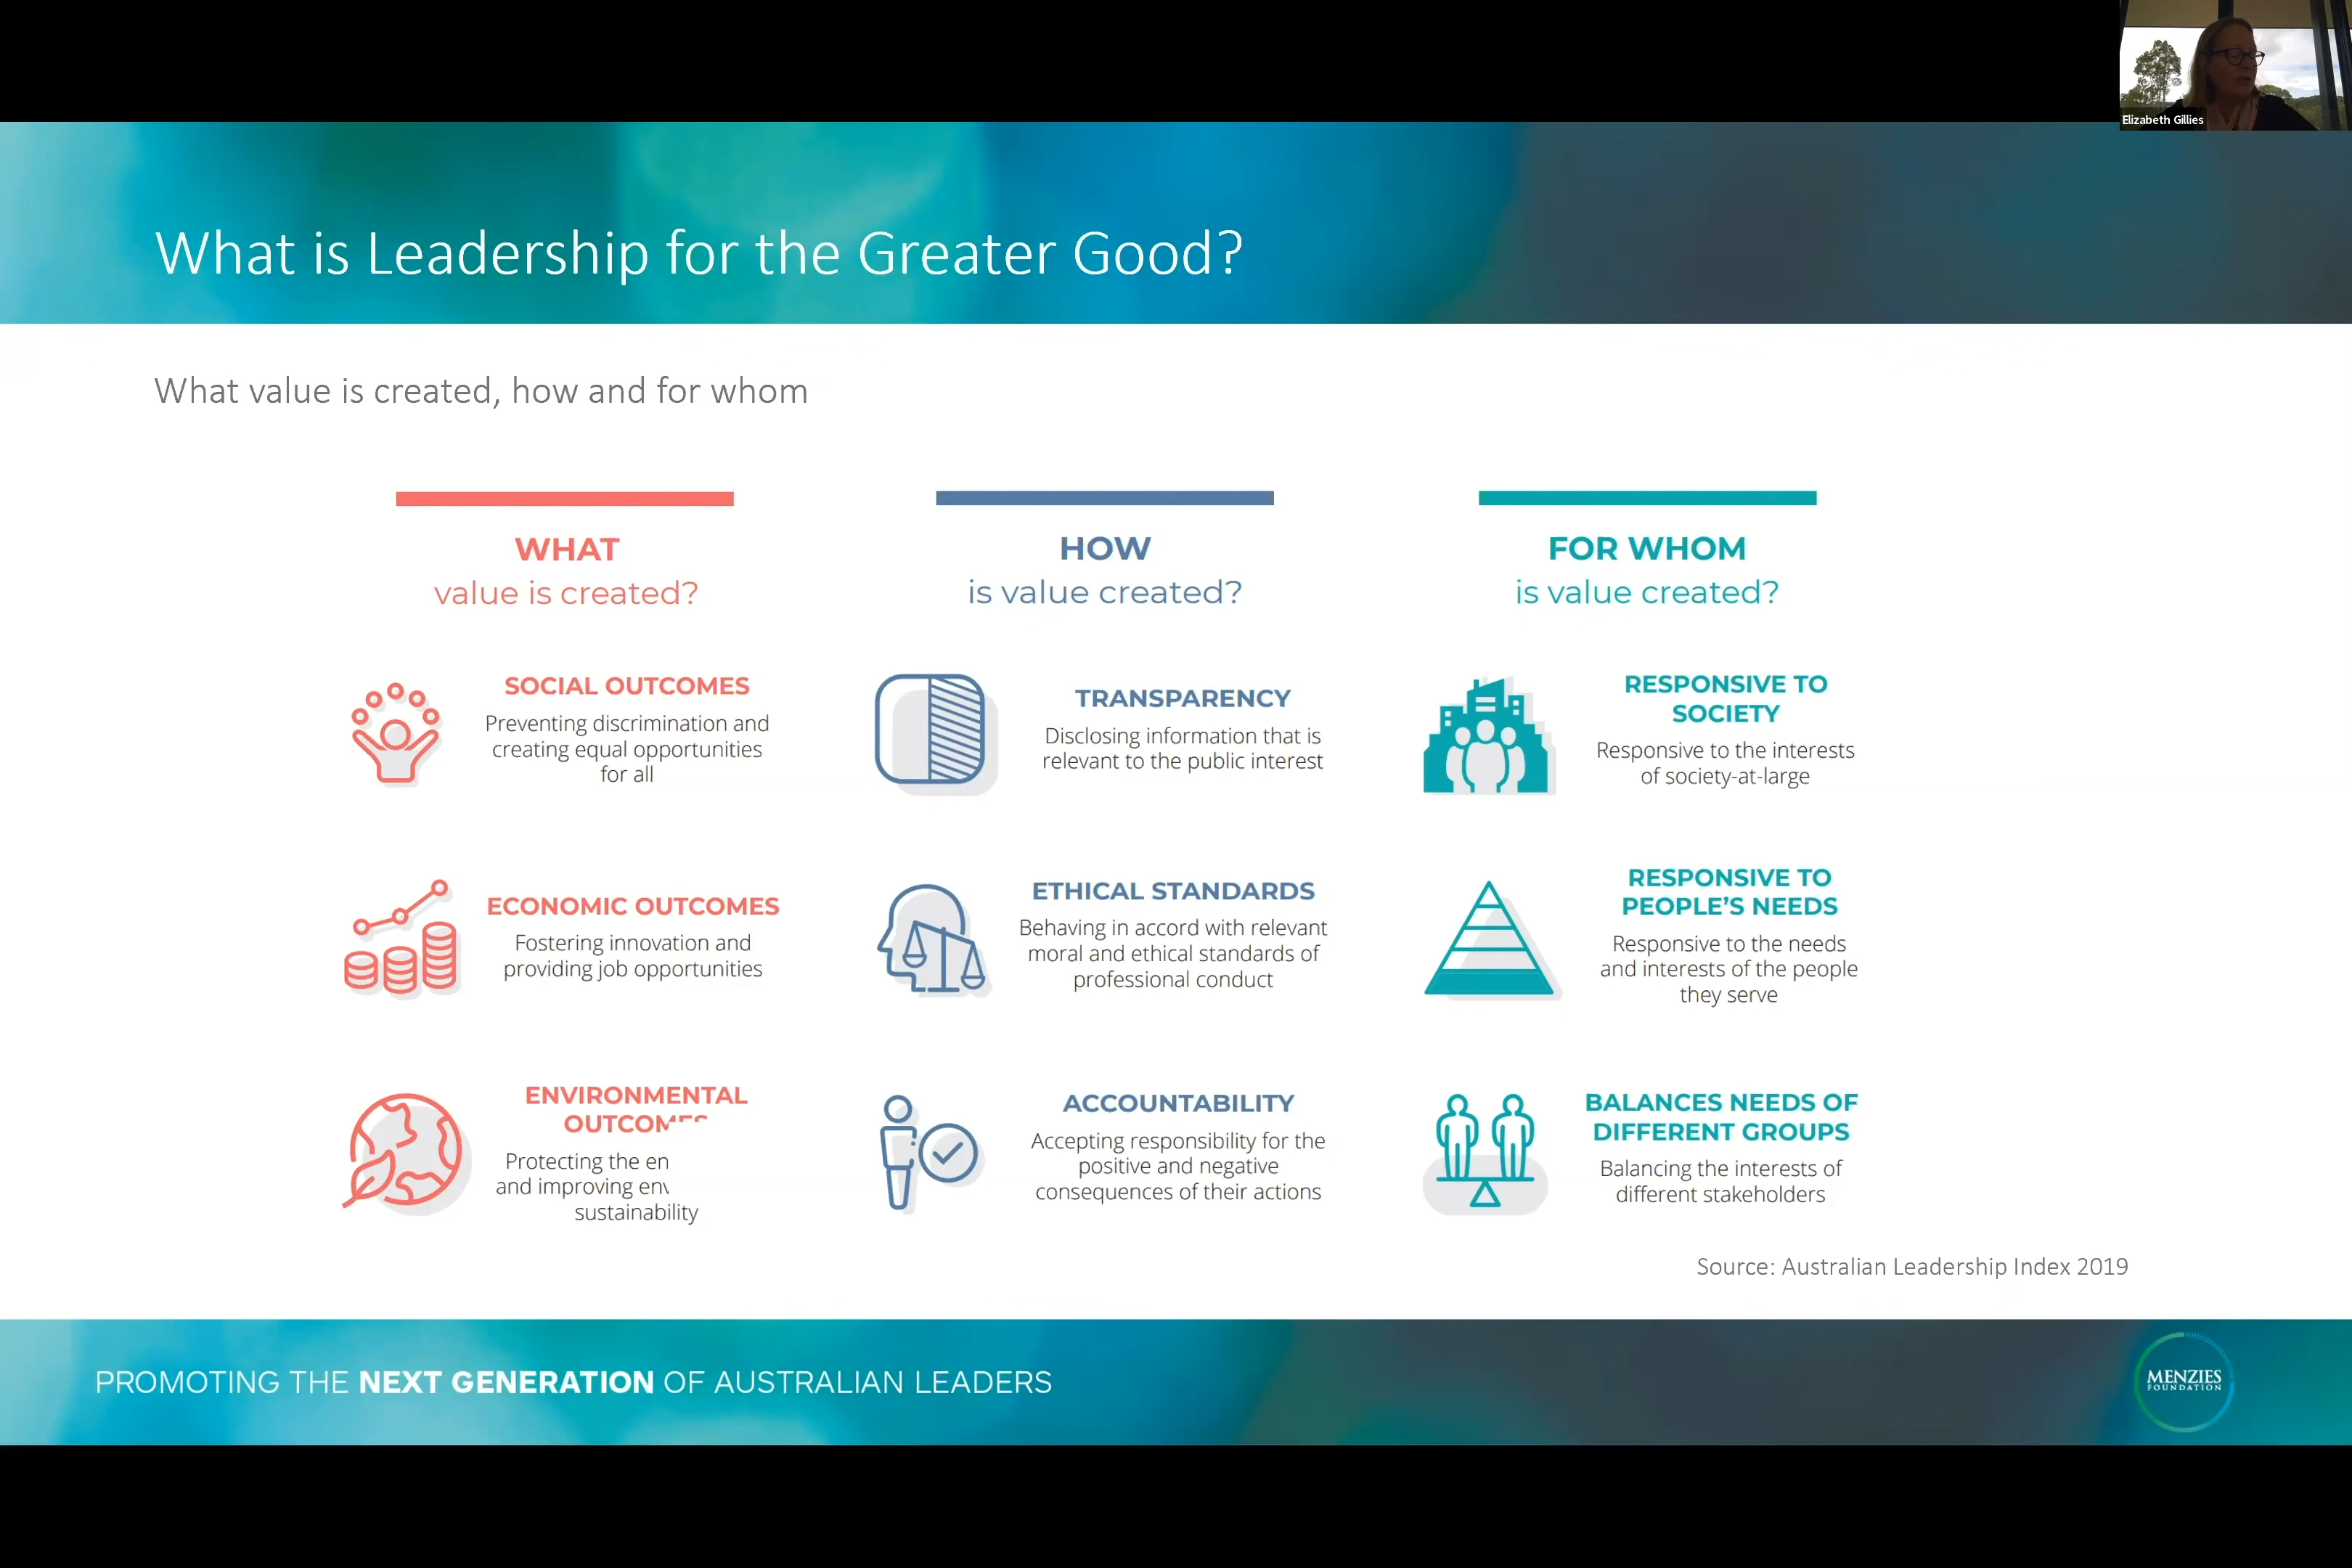 Elizabeth Gillies
What is Leadership for the Greater Good?
What value is created, how and for whom
WHAT
value is created?
SOCIAL OUTCOMES
Preventing discrimination and
creating equal opportunities
for all
ECONOMIC OUTCOMES
Fostering innovation and
providing job opportunities
ENVIRONMENTAL
Protecting the
and improving
sustainability
HOW
is value created?
TRANSPARENCY
Disclosing information that is
relevant to the public interest
ETHICAL STANDARDS
Behaving in accord with relevant
moral and ethical standards of
professional conduct
ACCOUNTABILITY
Accepting responsibility for the
positive and negative
consequences of their actions
FOR WHOM
is value created?
RESPONSIVE TO
SOCIETY
Responsive to the interests
of society-at-large
RESPONSIVE TO
PEOPLE'S NEEDS
Responsive to the needs
and interests of the people
they serve
BALANCES NEEDS OF
DIFFERENT GROUPS
Balancing the interests of
different stakeholders
Source: Australian Leadership Index 2019
PROMOTING THE NEXT GENERATION OF AUSTRALIAN LEADERS
MENZIES
FOUNDATION